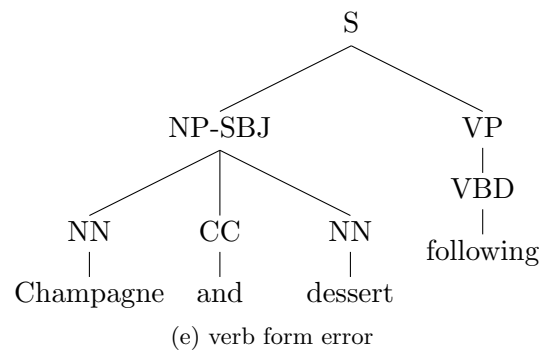 S
NP-SBJ VP
VBD
NN CC NN
following
Champagne and dessert
(e) verb form error